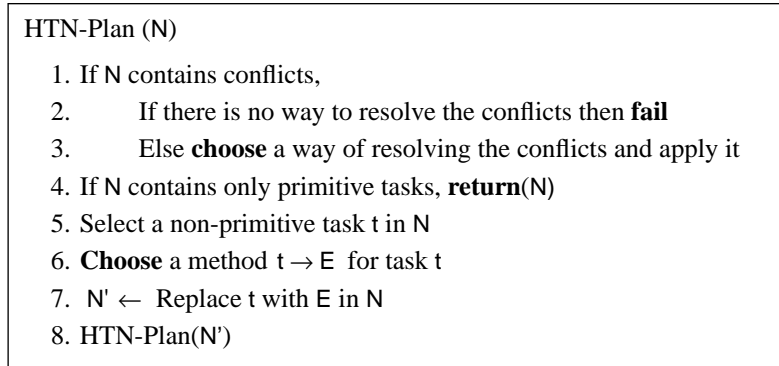 HTN-Plan (N)
1. If N contains conflicts,
2. If there is no way to resolve the conflicts then fail
3. Else choose a way of resolving the conflicts and apply it
4. If N contains only primitive tasks, return(N)
5. Select a non-primitive task t in N
6. Choose a method t → E for task t
7. N' ← Replace t with E in N
8. HTN-Plan(N')